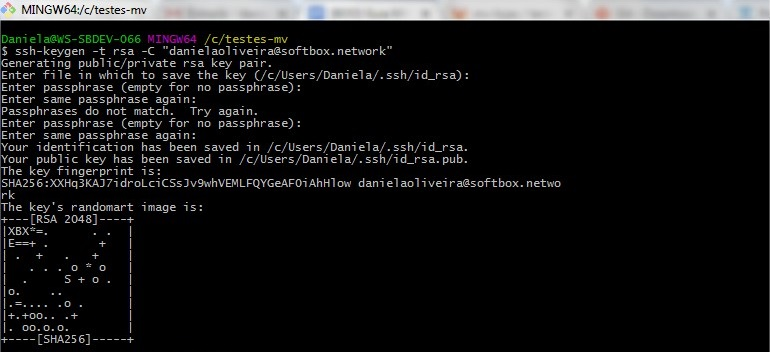 MINGW64:/c/testes-mv
Daniela@WS-SBDEV-066 MINGW64 /c/testes-mv
$ ssh-keygen -t rsa -C "danielaoliveira@softbox.network"
Generating public/private rsa key pair.
Enter file in which to save the key (/c/Users/Daniela/.ssh/id_rsa):
Enter passphrase (empty for no passphrase):
Enter same passphrase again:
Passphrases do not match.  Try again.
Enter passphrase (empty for no passphrase):
Enter same passphrase again:
Your identification has been saved in /c/Users/Daniela/.ssh/id_rsa.
Your public key has been saved in /c/Users/Daniela/.ssh/id_rsa.pub.
The key fingerprint is:
SHA256:XXHq3KAJ7idroLciCSsJv9whVEMLFQYGeAFOiAhHlow danielaoliveira@softbox.netwo
rk
The key's randomart image is:
+---[RSA 2048]----+
|XBX*=.      . .  |
|E==+ .       +   |
| .  +   .   +    |
|   . . . o * o   |
|  .     S + o .  |
|o.    ..         |
|.=.... .o .      |
|+.+oo.. .+       |
|. oo.o.o.        |
+----[SHA256]-----+